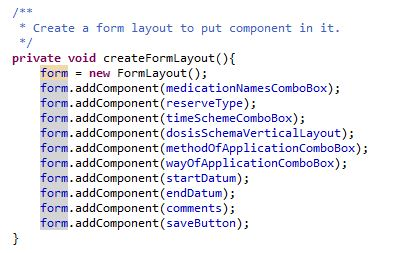 /**
 * Create a form layout to put component in it.
 */
private void createFormLayout(){
    form = new FormLayout();
    form.addComponent(medicationNamesComboBox);
    form.addComponent(reserveType);
    form.addComponent(timeSchemeComboBox);
    form.addComponent(dosisSchemaVerticalLayout);
    form.addComponent(methodOfApplicationComboBox);
    form.addComponent(wayOfApplicationComboBox);
    form.addComponent(startDatum);
    form.addComponent(endDatum);
    form.addComponent(comments);
    form.addComponent(saveButton);
}